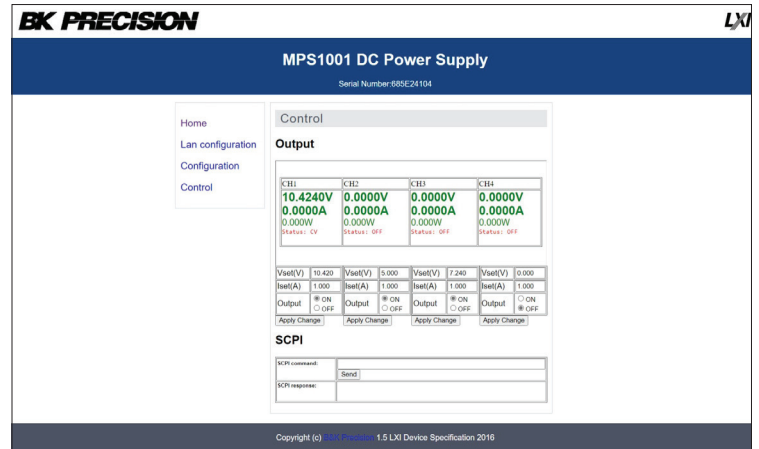 BK PRECISION
LXI
MPS1001 DC Power Supply
Serial Number:685E24104
Home
Lan configuration
Configuration
Control
Control
Output
CH1 CH2 CH3 CH4
10.4240V 0.0000V 0.0000V 0.0000V
0.0000A 0.0000A 0.0000A 0.0000A
0.000W 0.000W 0.000W 0.000W
Status: CV Status: OFF Status: OFF Status: OFF
Vset(V) 10.420 Vset(V) 5.000 Vset(V) 7.240 Vset(V) 0.000
Iset(A) 1.000 Iset(A) 1.000 Iset(A) 1.000 Iset(A) 1.000
Output ON OFF Output ON OFF Output ON OFF Output ON OFF
Apply Change Apply Change Apply Change Apply Change
SCPI
SCPI command:
Send
SCPI response:
Copyright (c) B&K Precision 1.5 LXI Device Specification 2016